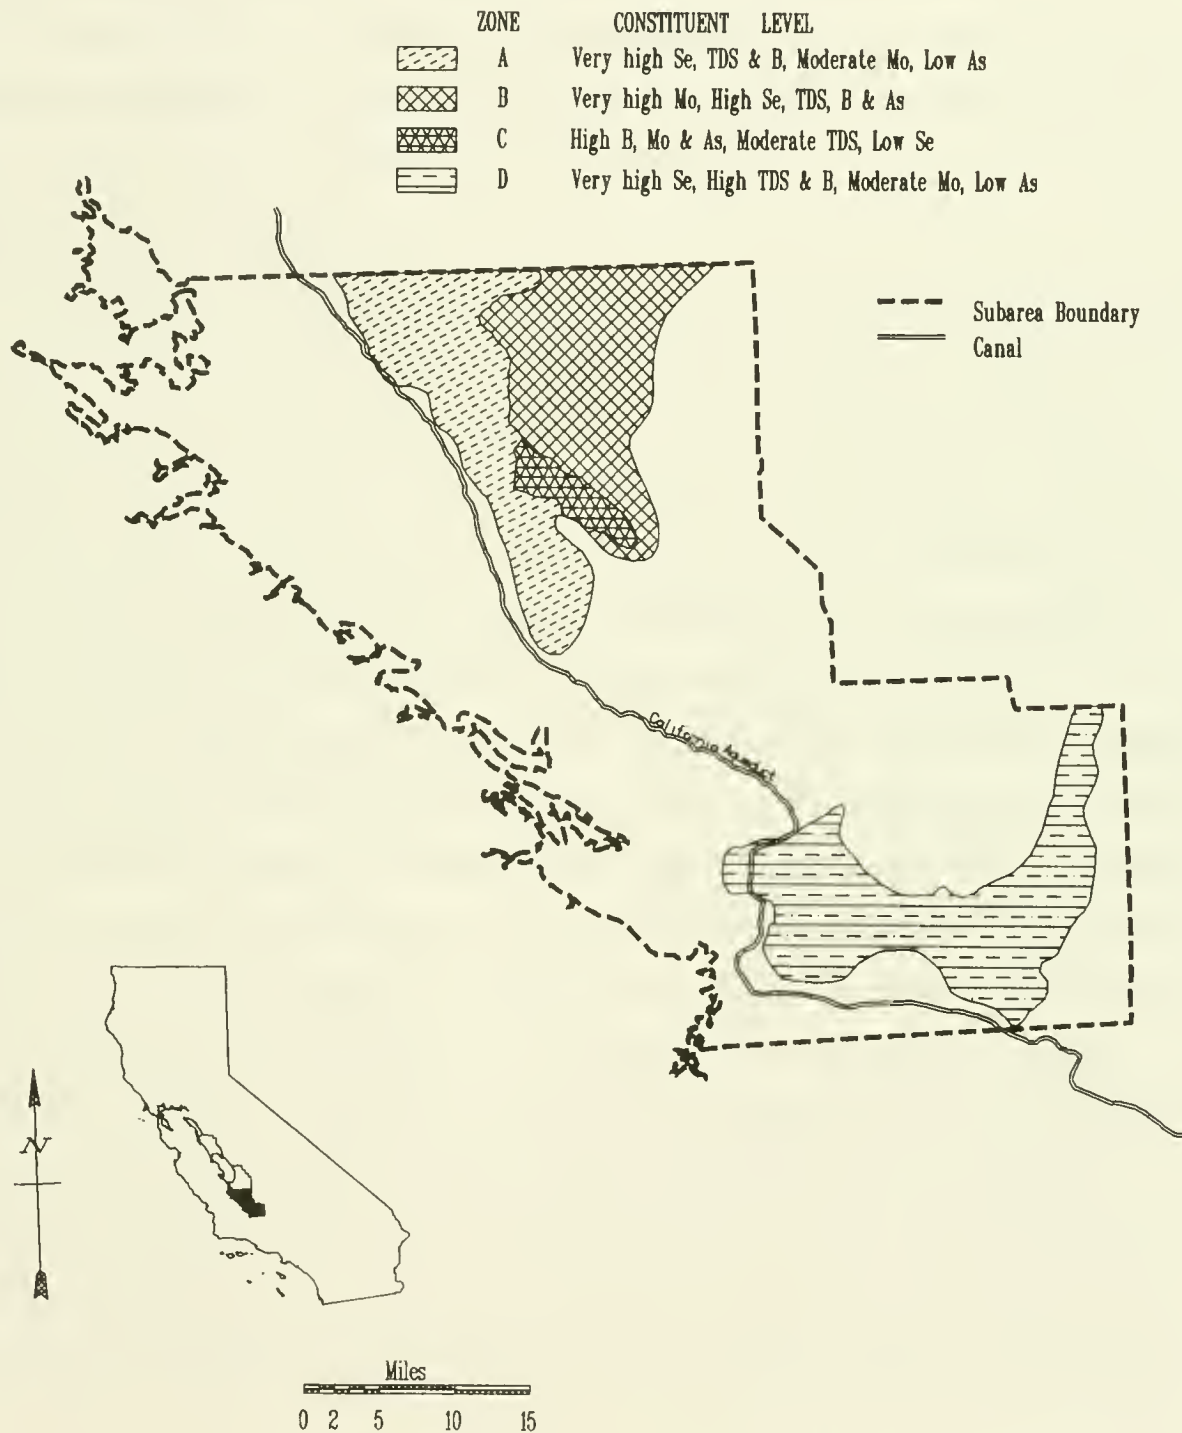 ZONE CONSTITUENT LEVEL
A Very high Se, TDS & B, Moderate Mo, Low As
B Very high Mo, High Se, TDS, B & As
C High B, Mo & As, Moderate TDS, Low Se
D Very high Se, High TDS & B, Moderate Mo, Low As
Subarea Boundary
Canal
California Aqueduct
N
Miles
0 2 5 10 15